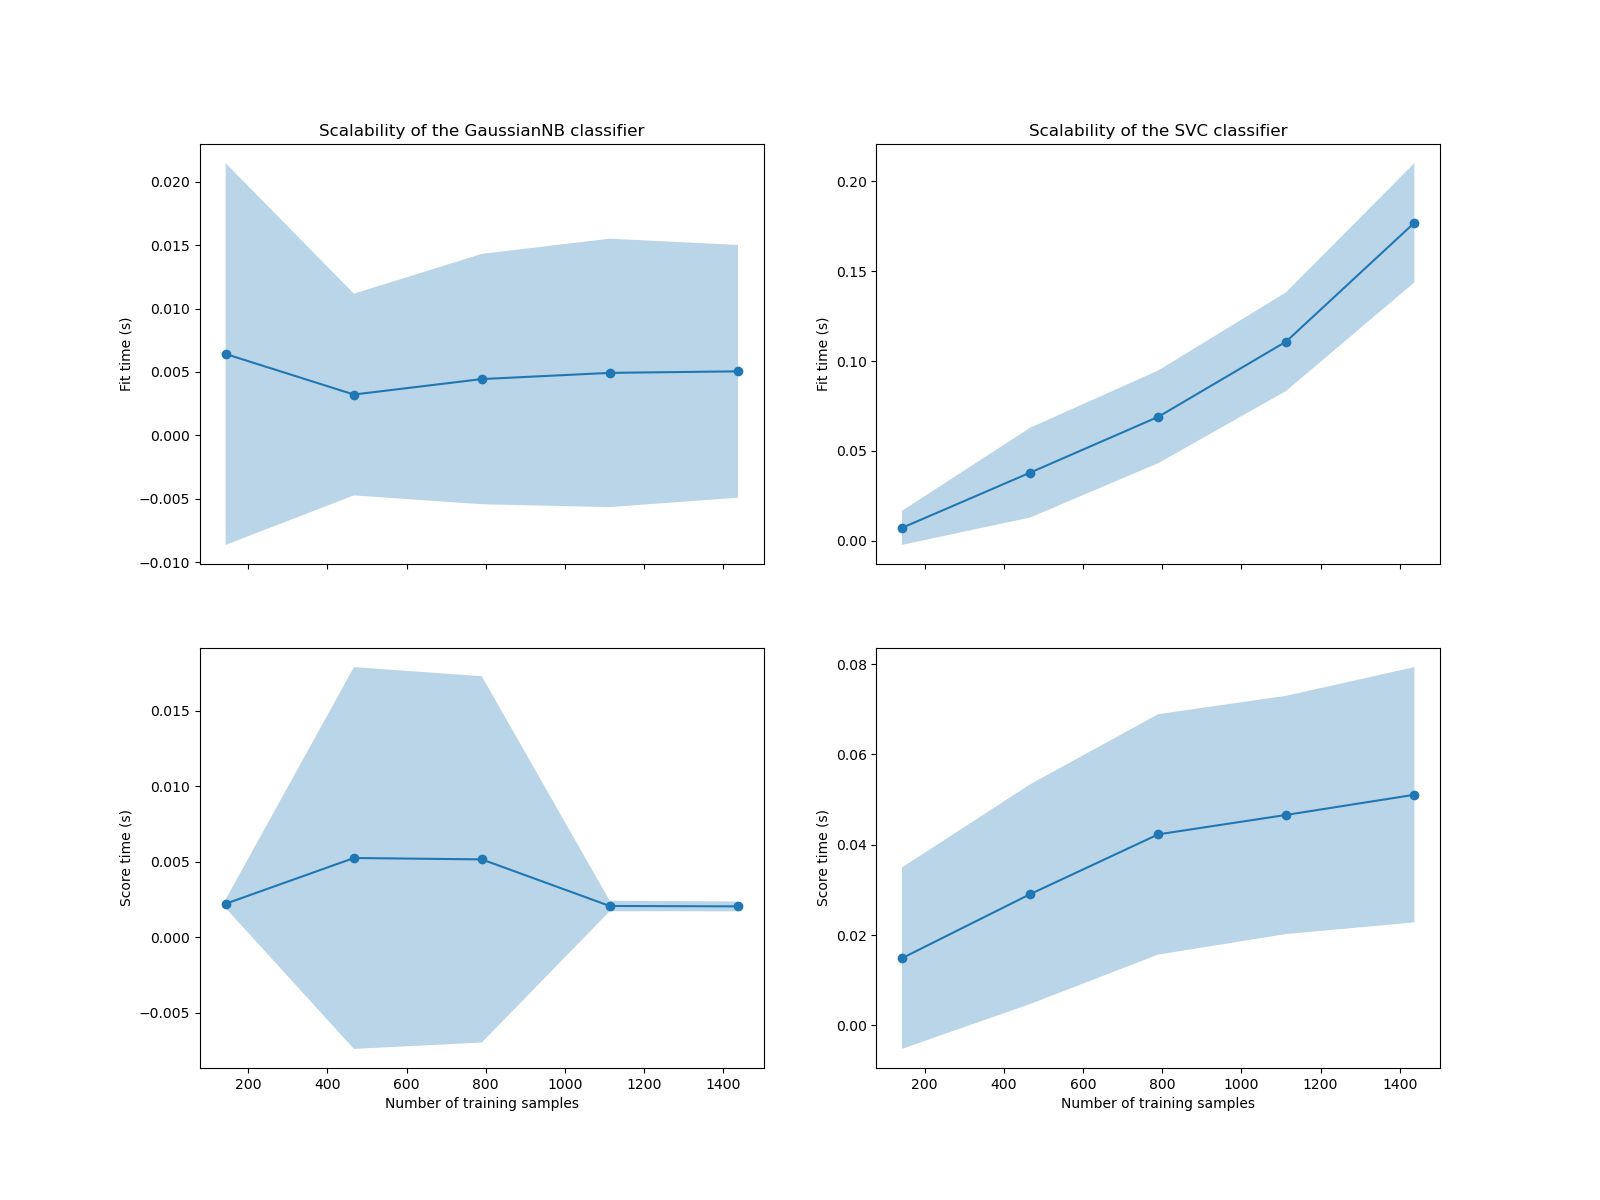 Scalability of the GaussianNB classifier
Scalability of the SVC classifier
Fit time (s)
0.020
0.015
0.010
0.005
0.000
−0.005
−0.010
Fit time (s)
0.20
0.15
0.10
0.05
0.00
Score time (s)
0.015
0.010
0.005
0.000
−0.005
200 400 600 800 1000 1200 1400
Number of training samples
Score time (s)
0.08
0.06
0.04
0.02
0.00
200 400 600 800 1000 1200 1400
Number of training samples